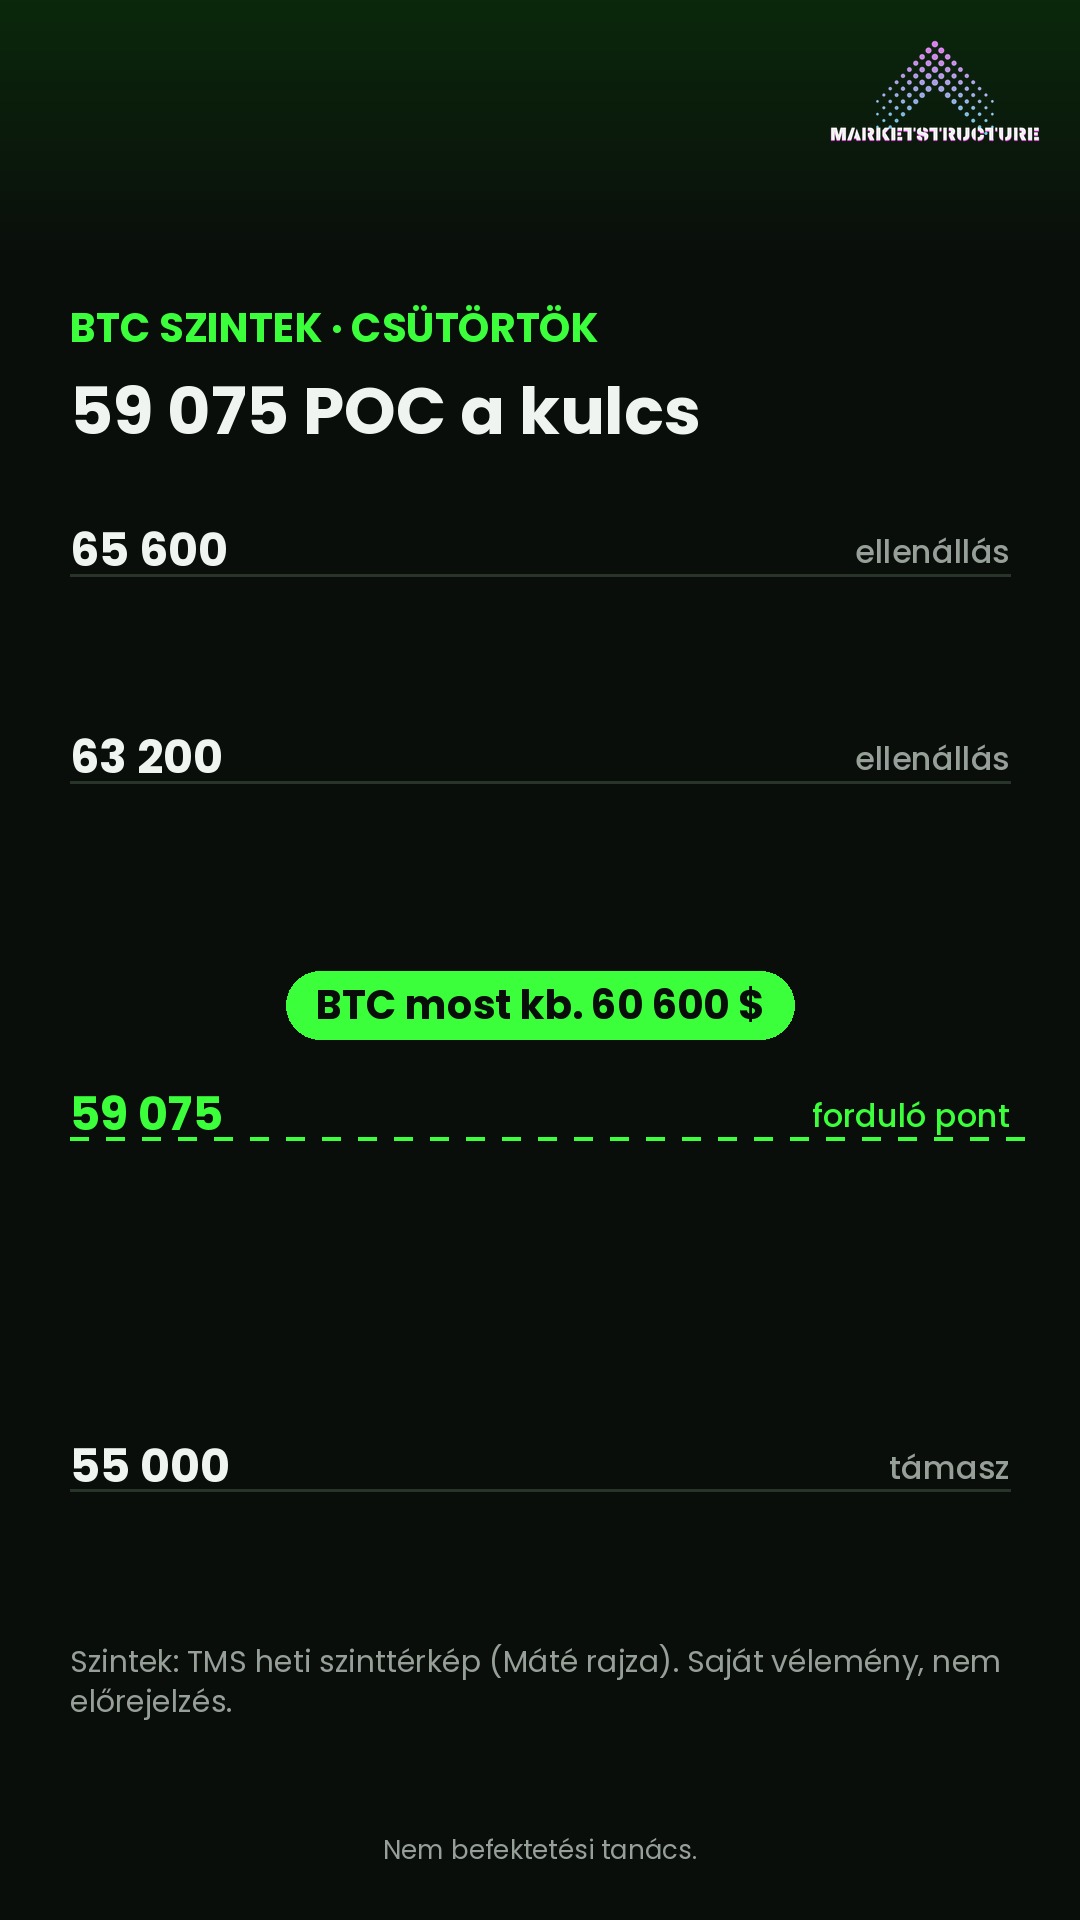 MARKETSTRUCTURE
BTC SZINTEK · CSÜTÖRTÖK
59 075 POC a kulcs
65 600 ellenállás
63 200 ellenállás
BTC most kb. 60 600 $
59 075 forduló pont
55 000 támasz
Szintek: TMS heti szinttérkép (Máté rajza). Saját vélemény, nem
előrejelzés.
Nem befektetési tanács.